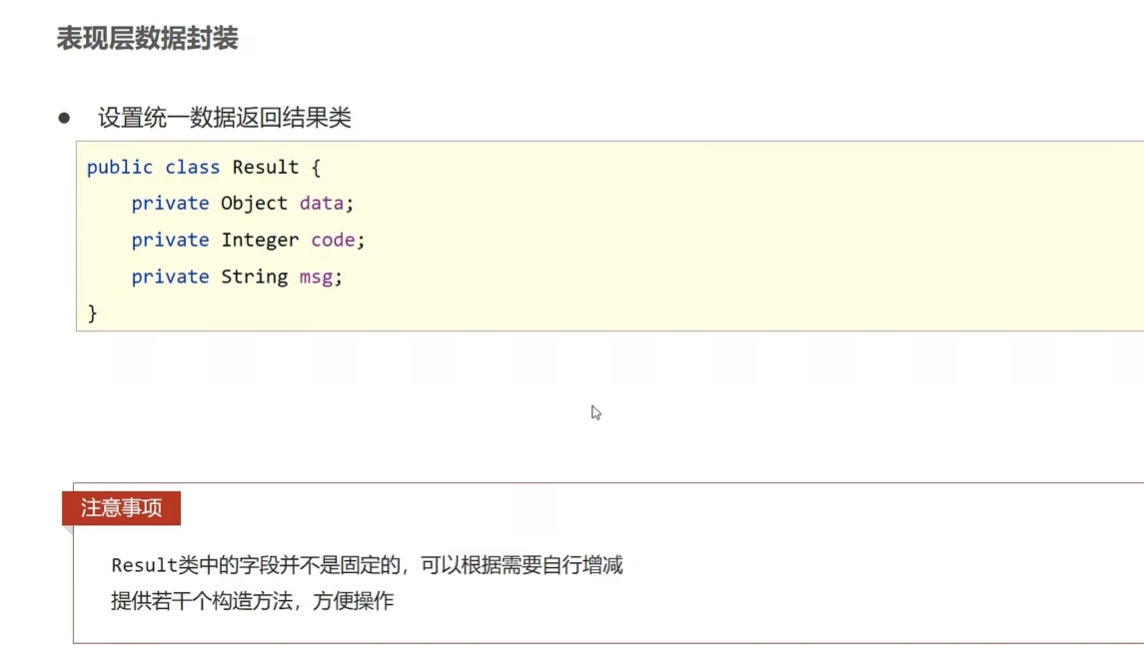 表现层数据封装
● 设置统一数据返回结果类
public class Result {
    private Object data;
    private Integer code;
    private String msg;
}
注意事项
Result类中的字段并不是固定的，可以根据需要自行增减
提供若干个构造方法，方便操作